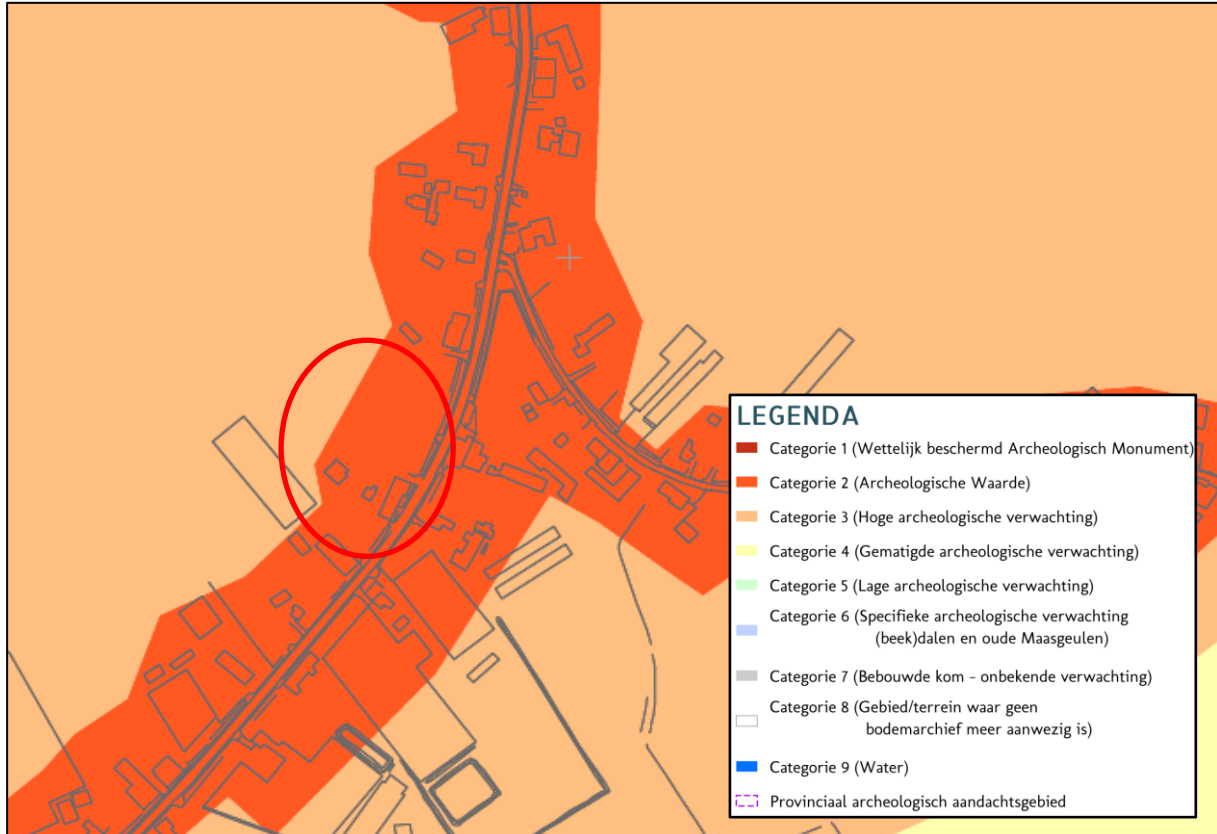 LEGENDA
Categorie 1 (Wettelijk beschermd Archeologisch Monument)
Categorie 2 (Archeologische Waarde)
Categorie 3 (Hoge archeologische verwachting)
Categorie 4 (Gematigde archeologische verwachting)
Categorie 5 (Lage archeologische verwachting)
Categorie 6 (Specifieke archeologische verwachting
(beek)dalen en oude Maasgeulen)
Categorie 7 (Bebouwde kom - onbekende verwachting)
Categorie 8 (Gebied/terrein waar geen
bodemarchief meer aanwezig is)
Categorie 9 (Water)
Provinciaal archeologisch aandachtsgebied